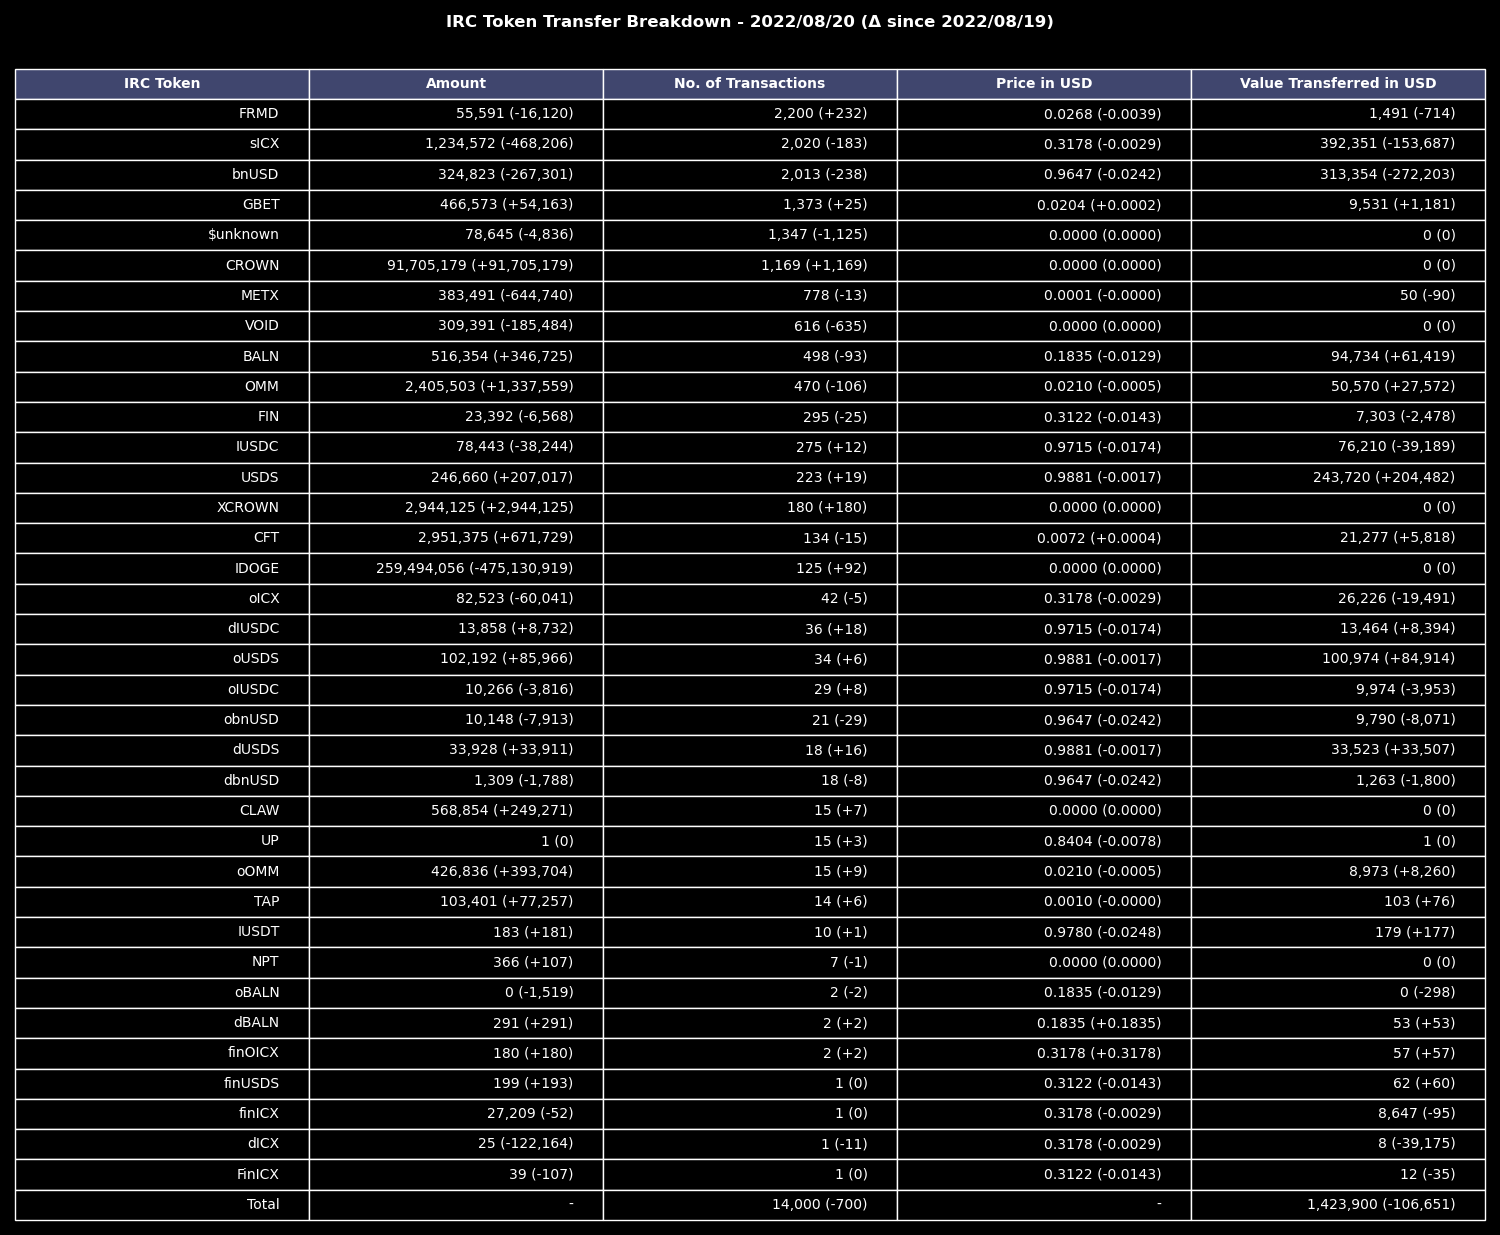 IRC Token Transfer Breakdown - 2022/08/20 (Δ since 2022/08/19)
IRC Token Amount No. of Transactions Price in USD Value Transferred in USD
FRMD 55,591 (-16,120) 2,200 (+232) 0.0268 (-0.0039) 1,491 (-714)
sICX 1,234,572 (-468,206) 2,020 (-183) 0.3178 (-0.0029) 392,351 (-153,687)
bnUSD 324,823 (-267,301) 2,013 (-238) 0.9647 (-0.0242) 313,354 (-272,203)
GBET 466,573 (+54,163) 1,373 (+25) 0.0204 (+0.0002) 9,531 (+1,181)
$unknown 78,645 (-4,836) 1,347 (-1,125) 0.0000 (0.0000) 0 (0)
CROWN 91,705,179 (+91,705,179) 1,169 (+1,169) 0.0000 (0.0000) 0 (0)
METX 383,491 (-644,740) 778 (-13) 0.0001 (-0.0000) 50 (-90)
VOID 309,391 (-185,484) 616 (-635) 0.0000 (0.0000) 0 (0)
BALN 516,354 (+346,725) 498 (-93) 0.1835 (-0.0129) 94,734 (+61,419)
OMM 2,405,503 (+1,337,559) 470 (-106) 0.0210 (-0.0005) 50,570 (+27,572)
FIN 23,392 (-6,568) 295 (-25) 0.3122 (-0.0143) 7,303 (-2,478)
IUSDC 78,443 (-38,244) 275 (+12) 0.9715 (-0.0174) 76,210 (-39,189)
USDS 246,660 (+207,017) 223 (+19) 0.9881 (-0.0017) 243,720 (+204,482)
XCROWN 2,944,125 (+2,944,125) 180 (+180) 0.0000 (0.0000) 0 (0)
CFT 2,951,375 (+671,729) 134 (-15) 0.0072 (+0.0004) 21,277 (+5,818)
IDOGE 259,494,056 (-475,130,919) 125 (+92) 0.0000 (0.0000) 0 (0)
oICX 82,523 (-60,041) 42 (-5) 0.3178 (-0.0029) 26,226 (-19,491)
dIUSDC 13,858 (+8,732) 36 (+18) 0.9715 (-0.0174) 13,464 (+8,394)
oUSDS 102,192 (+85,966) 34 (+6) 0.9881 (-0.0017) 100,974 (+84,914)
oIUSDC 10,266 (-3,816) 29 (+8) 0.9715 (-0.0174) 9,974 (-3,953)
obnUSD 10,148 (-7,913) 21 (-29) 0.9647 (-0.0242) 9,790 (-8,071)
dUSDS 33,928 (+33,911) 18 (+16) 0.9881 (-0.0017) 33,523 (+33,507)
dbnUSD 1,309 (-1,788) 18 (-8) 0.9647 (-0.0242) 1,263 (-1,800)
CLAW 568,854 (+249,271) 15 (+7) 0.0000 (0.0000) 0 (0)
UP 1 (0) 15 (+3) 0.8404 (-0.0078) 1 (0)
oOMM 426,836 (+393,704) 15 (+9) 0.0210 (-0.0005) 8,973 (+8,260)
TAP 103,401 (+77,257) 14 (+6) 0.0010 (-0.0000) 103 (+76)
IUSDT 183 (+181) 10 (+1) 0.9780 (-0.0248) 179 (+177)
NPT 366 (+107) 7 (-1) 0.0000 (0.0000) 0 (0)
oBALN 0 (-1,519) 2 (-2) 0.1835 (-0.0129) 0 (-298)
dBALN 291 (+291) 2 (+2) 0.1835 (+0.1835) 53 (+53)
finOICX 180 (+180) 2 (+2) 0.3178 (+0.3178) 57 (+57)
finUSDS 199 (+193) 1 (0) 0.3122 (-0.0143) 62 (+60)
finICX 27,209 (-52) 1 (0) 0.3178 (-0.0029) 8,647 (-95)
dICX 25 (-122,164) 1 (-11) 0.3178 (-0.0029) 8 (-39,175)
FinICX 39 (-107) 1 (0) 0.3122 (-0.0143) 12 (-35)
Total - 14,000 (-700) - 1,423,900 (-106,651)